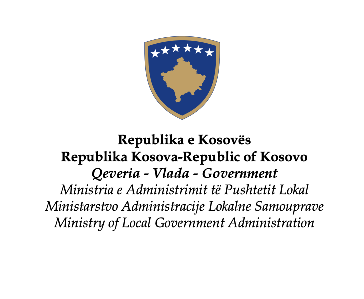 Republika e Kosovës
Republika Kosova-Republic of Kosovo
Qeveria - Vlada - Government
Ministria e Administrimit të Pushtetit Lokal
Ministarstvo Administracije Lokalne Samouprave
Ministry of Local Government Administration